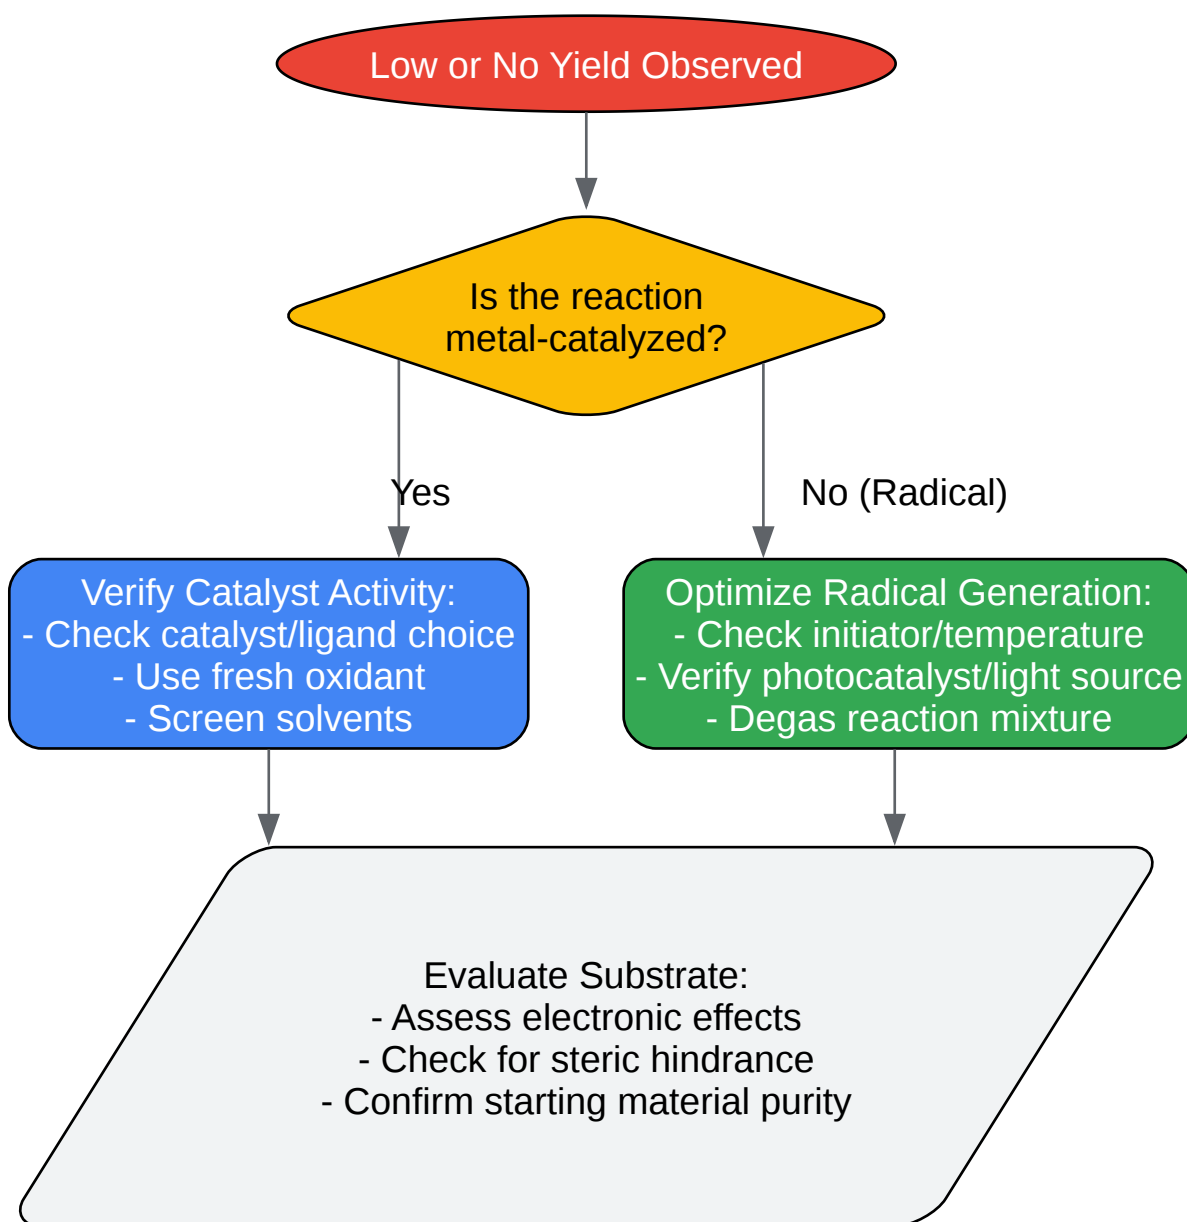 Low or No Yield Observed
Is the reaction
metal-catalyzed?
Yes
No (Radical)
Verify Catalyst Activity:
- Check catalyst/ligand choice
- Use fresh oxidant
- Screen solvents
Optimize Radical Generation:
- Check initiator/temperature
- Verify photocatalyst/light source
- Degas reaction mixture
Evaluate Substrate:
- Assess electronic effects
- Check for steric hindrance
- Confirm starting material purity